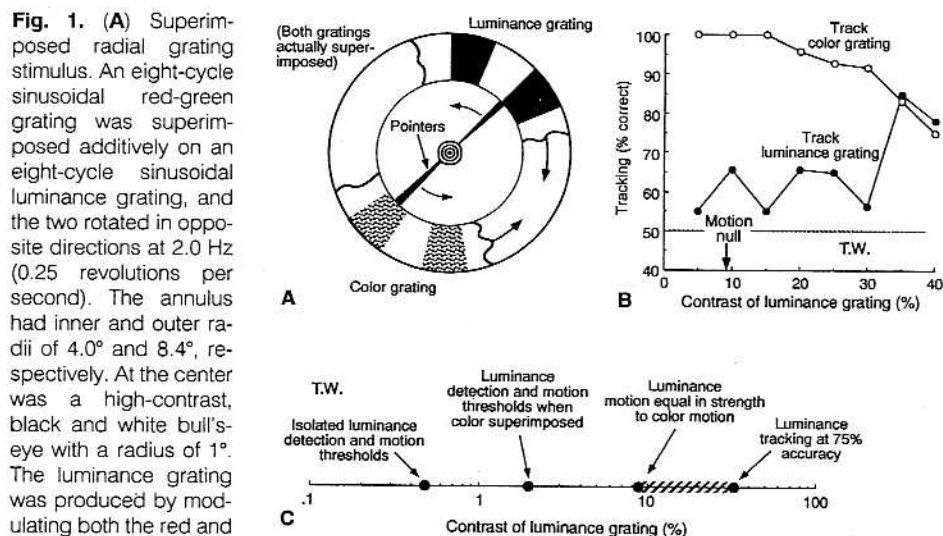 Fig. 1. (A) Superim-
posed radial grating
stimulus. An eight-cycle
sinusoidal red-green
grating was superim-
posed additively on an
eight-cycle sinusoidal
luminance grating, and
the two rotated in oppo-
site directions at 2.0 Hz
(0.25 revolutions per
second). The annulus
had inner and outer ra-
dii of 4.0° and 8.4°, re-
spectively. At the center
was a high-contrast,
black and white bull's-
eye with a radius of 1°.
The luminance grating
was produced by mod-
ulating both the red and
(Both gratings
actually super-
imposed)
Luminance grating
Pointers
Color grating
A
Track
color grating
Track
luminance grating
Motion
null
T.W.
Tracking (% correct)
100
90
80
70
60
50
40
0
10
20
30
40
Contrast of luminance grating (%)
B
T.W.
Isolated luminance
detection and motion
thresholds
Luminance
detection and motion
thresholds when
color superimposed
Luminance
motion equal in strength
to color motion
Luminance
tracking at 75%
accuracy
.1
1
10
100
Contrast of luminance grating (%)
C